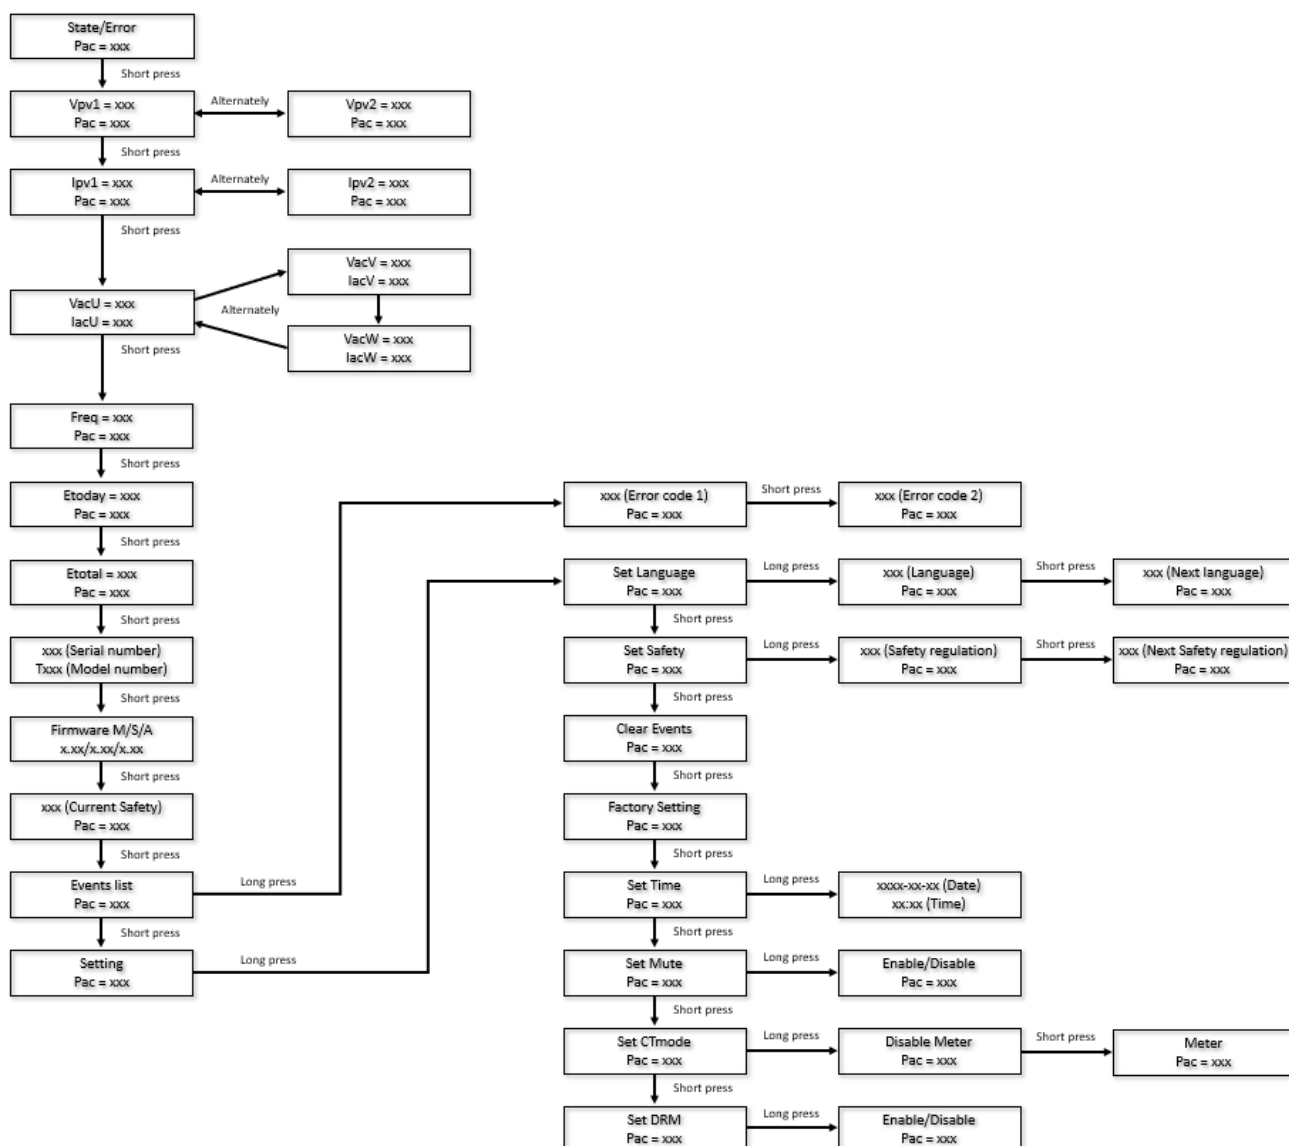 State/Error
Pac = xxx
Short press
Vpv1 = xxx
Pac = xxx
Alternately
Vpv2 = xxx
Pac = xxx
Short press
Ipv1 = xxx
Pac = xxx
Alternately
Ipv2 = xxx
Pac = xxx
Short press
VacU = xxx
IacU = xxx
Alternately
VacV = xxx
IacV = xxx
VacW = xxx
IacW = xxx
Short press
Freq = xxx
Pac = xxx
Short press
Etoday = xxx
Pac = xxx
Short press
Etotal = xxx
Pac = xxx
Short press
xxx (Serial number)
Txxx (Model number)
Short press
Firmware M/S/A
x.xx/x.xx/x.xx
Short press
xxx (Current Safety)
Pac = xxx
Short press
Events list
Pac = xxx
Long press
Short press
Setting
Pac = xxx
Long press
xxx (Error code 1)
Pac = xxx
Short press
xxx (Error code 2)
Pac = xxx
Set Language
Pac = xxx
Long press
xxx (Language)
Pac = xxx
Short press
xxx (Next language)
Pac = xxx
Short press
Set Safety
Pac = xxx
Long press
xxx (Safety regulation)
Pac = xxx
Short press
xxx (Next Safety regulation)
Pac = xxx
Short press
Clear Events
Pac = xxx
Short press
Factory Setting
Pac = xxx
Short press
Set Time
Pac = xxx
Long press
xxxx-xx-xx (Date)
xx:xx (Time)
Short press
Set Mute
Pac = xxx
Long press
Enable/Disable
Pac = xxx
Short press
Set CTmode
Pac = xxx
Long press
Disable Meter
Pac = xxx
Short press
Meter
Pac = xxx
Short press
Set DRM
Pac = xxx
Long press
Enable/Disable
Pac = xxx